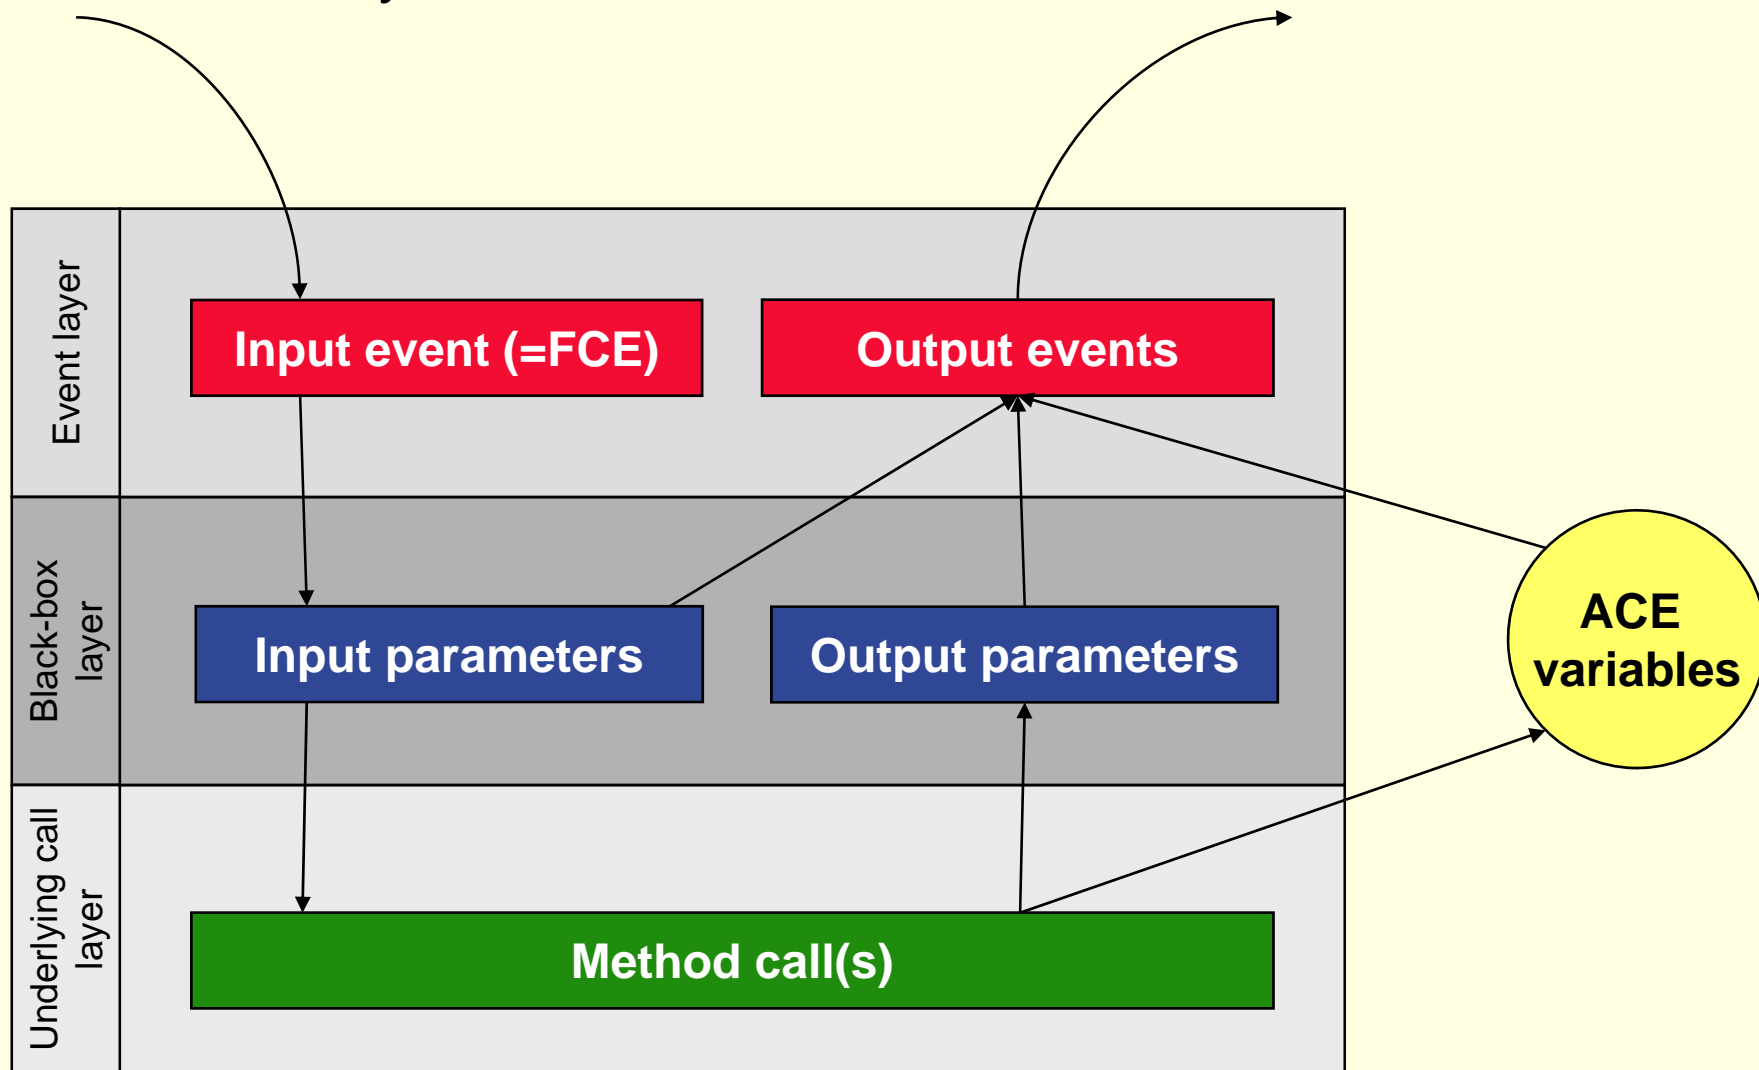 Event layer
Input event (=FCE)
Output events
Black-box
layer
Input parameters
Output parameters
ACE
variables
Underlying call
layer
Method call(s)